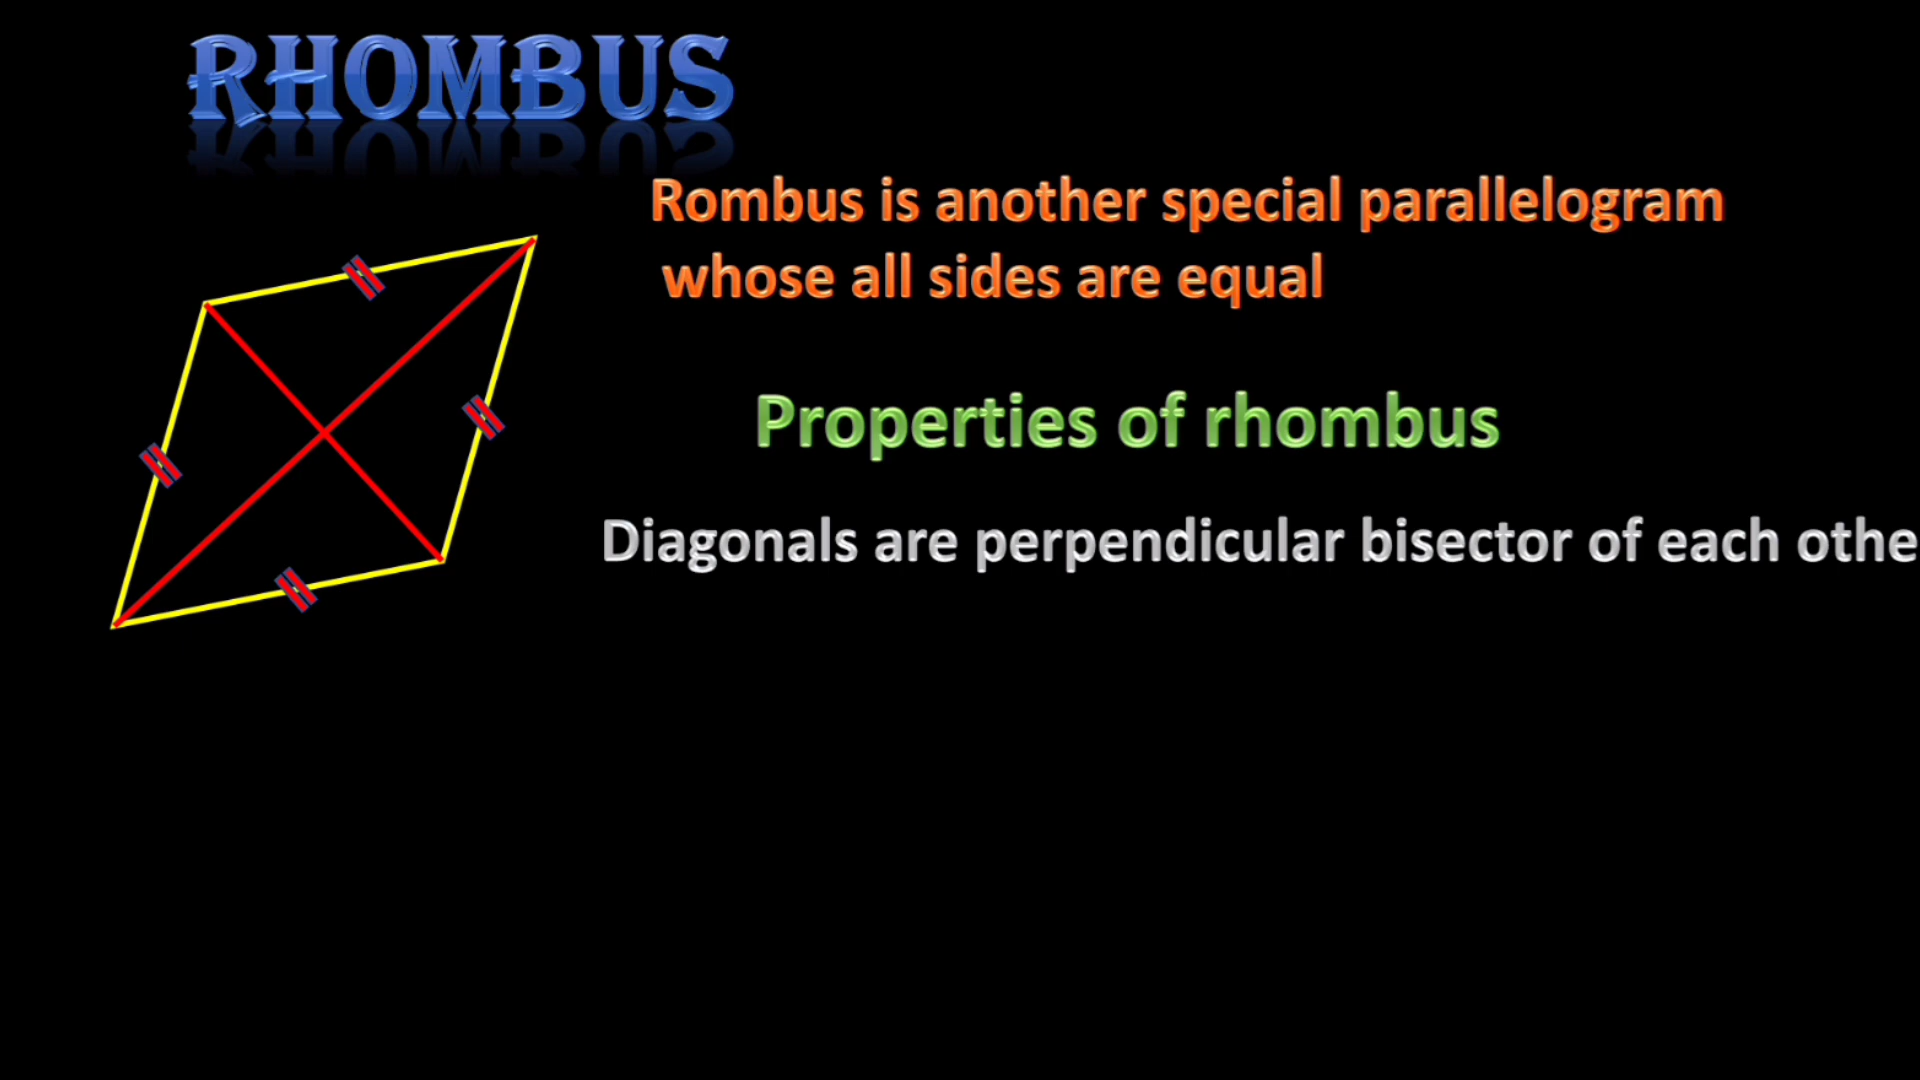 RHOMBUS
Rombus is another special parallelogram
whose all sides are equal
Properties of rhombus
Diagonals are perpendicular bisector of each othe